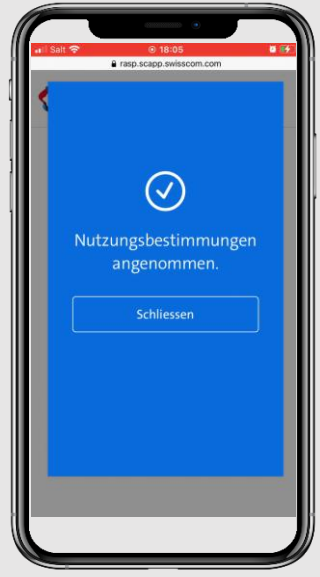 Salt 18:05
rasp.scapp.swisscom.com
Nutzungsbestimmungen
angenommen.
Schliessen